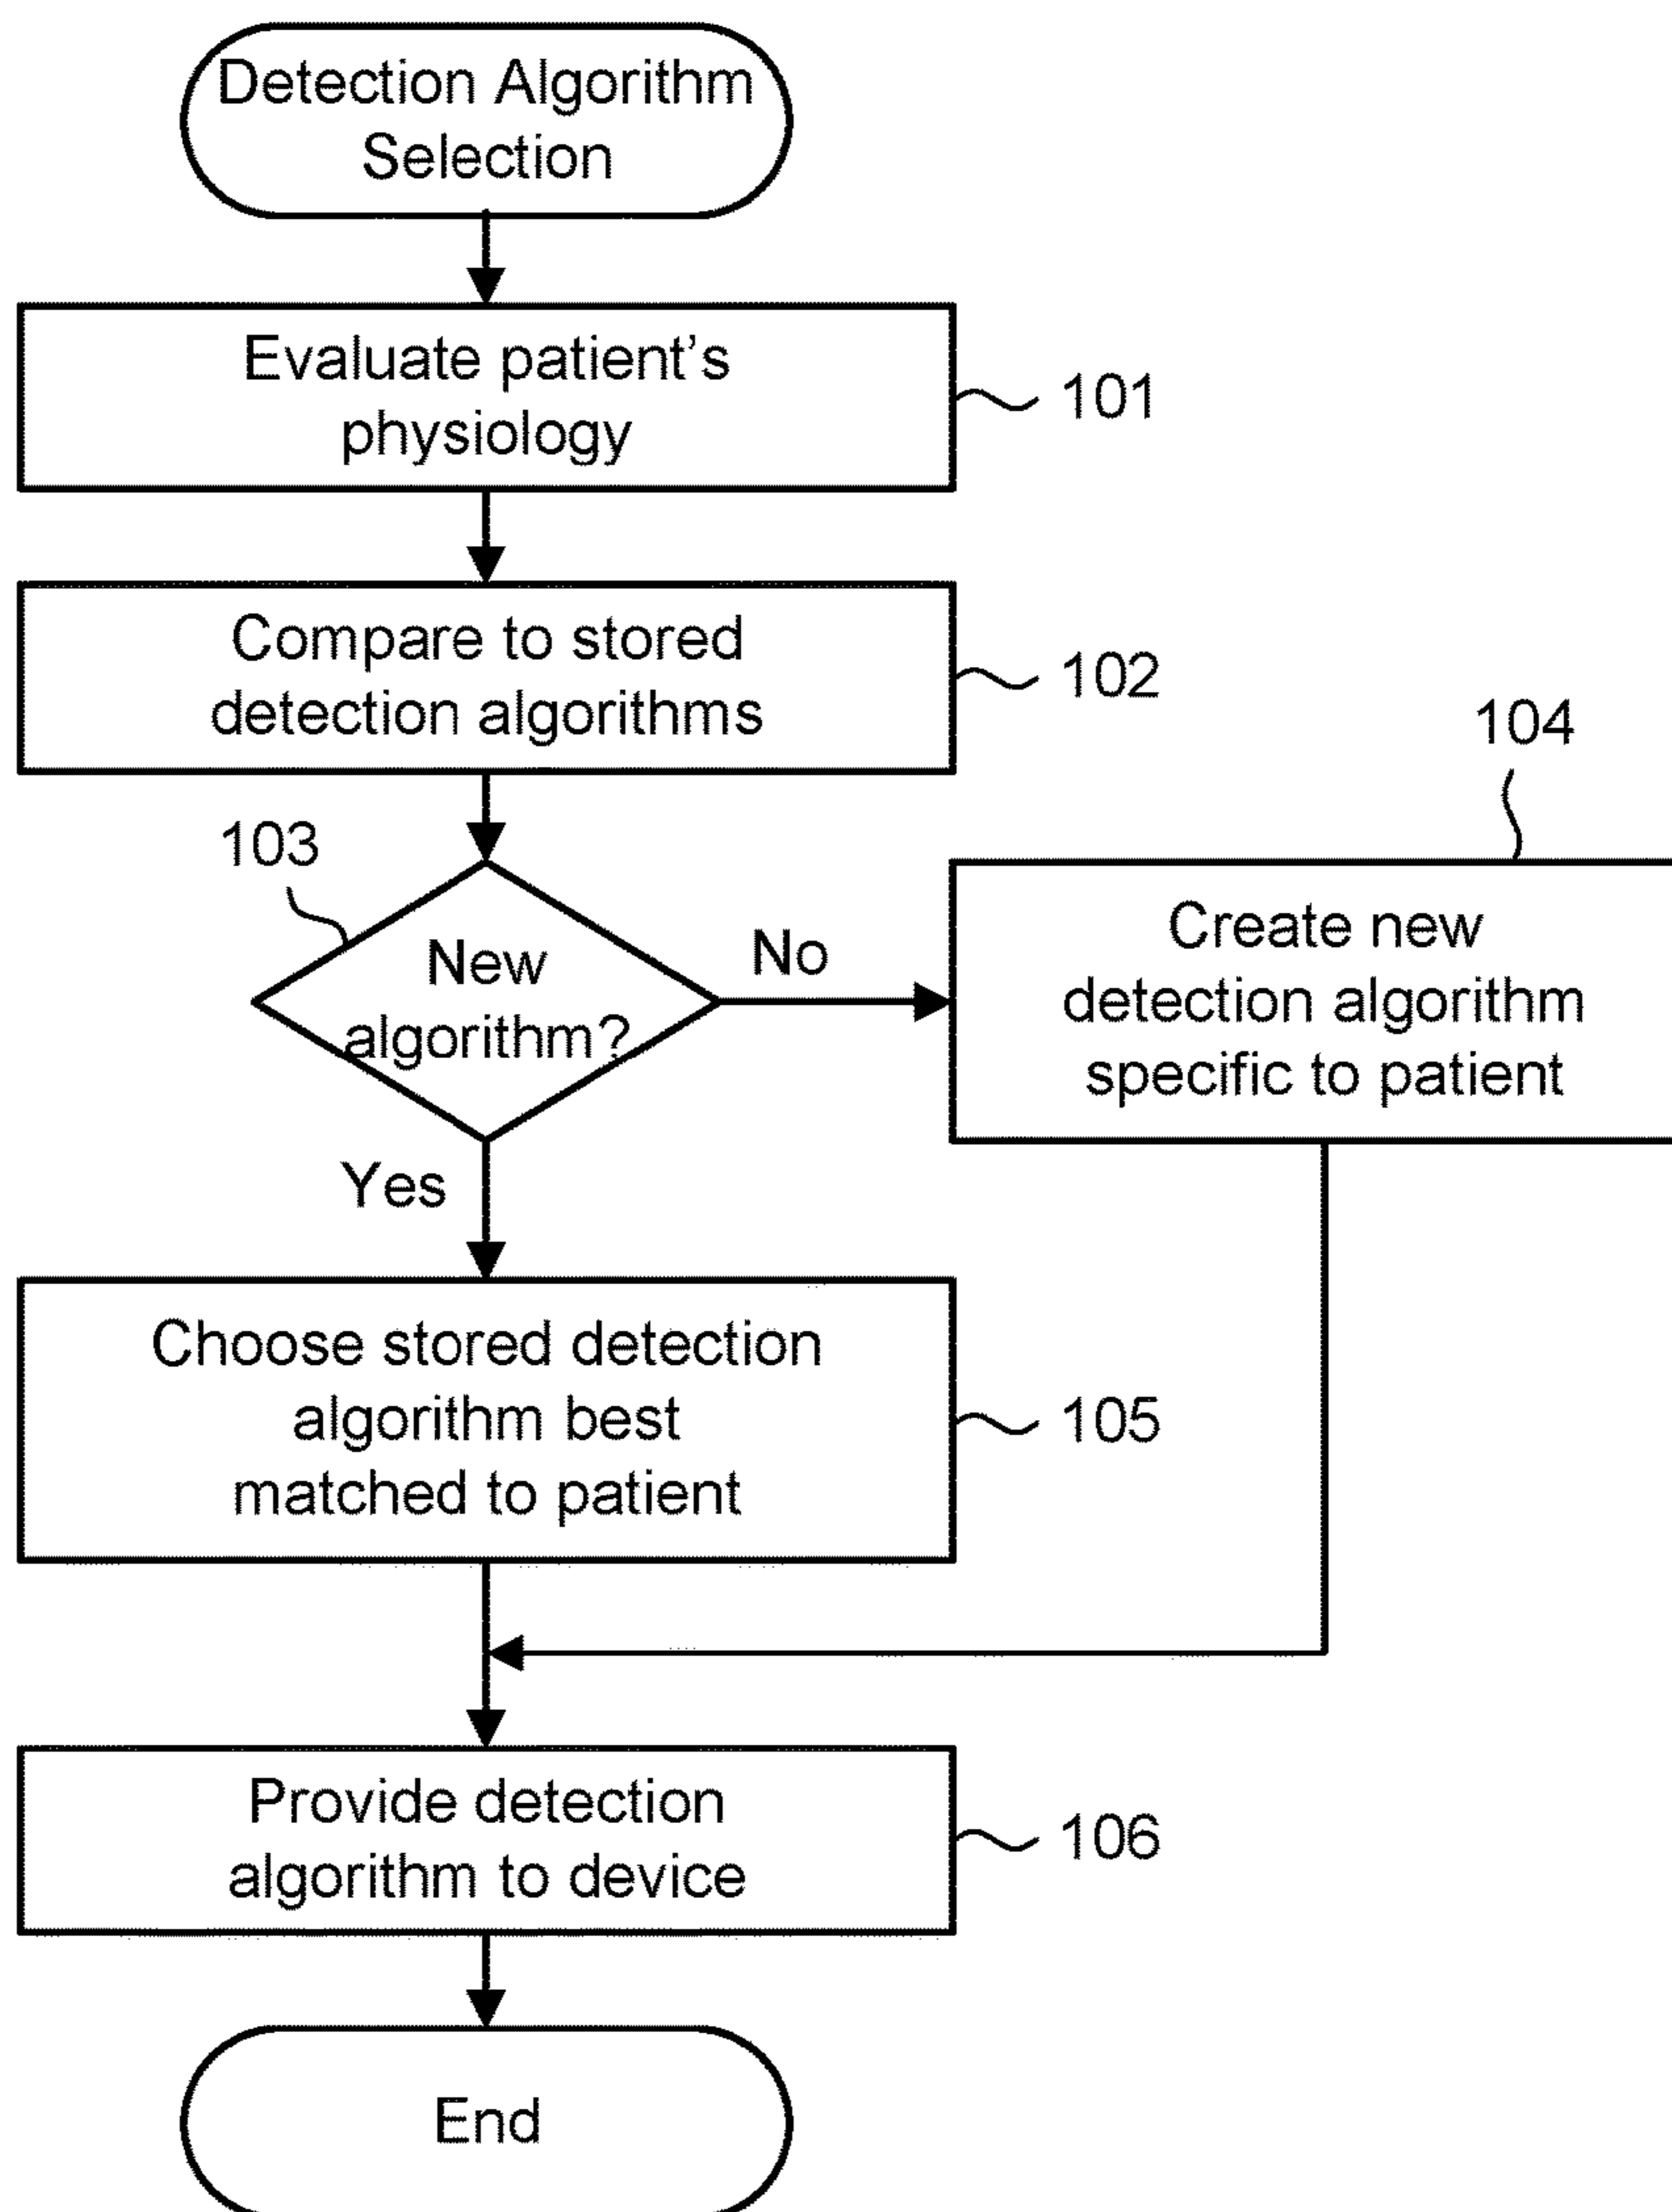 Detection Algorithm
Selection
Evaluate patient's
physiology
101
Compare to stored
detection algorithms
102
104
103
New
algorithm?
No
Create new
detection algorithm
specific to patient
Yes
Choose stored detection
algorithm best
matched to patient
105
Provide detection
algorithm to device
106
End